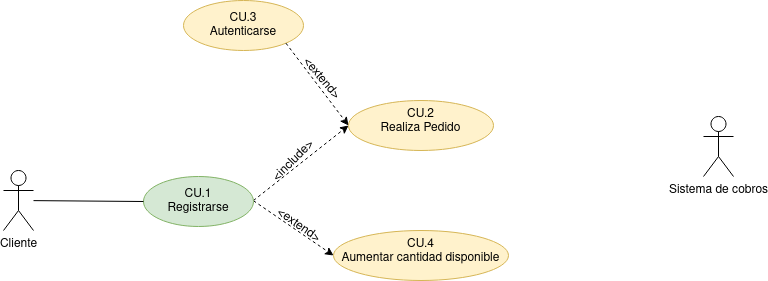 CU.3
Autenticarse
<extend>
CU.2
Realiza Pedido
<include>
CU.1
Registrarse
<extend>
CU.4
Aumentar cantidad disponible
Cliente
Sistema de cobros